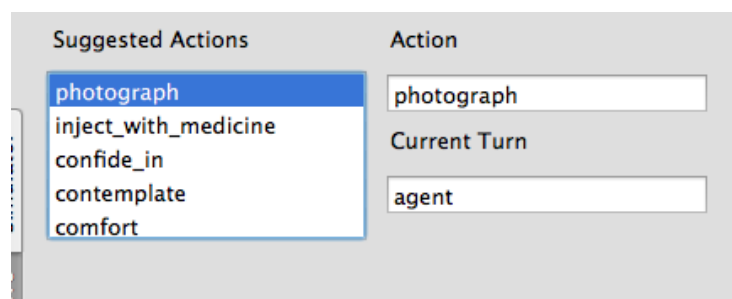 Suggested Actions
photograph
inject_with_medicine
confide_in
contemplate
comfort
Action
photograph
Current Turn
agent